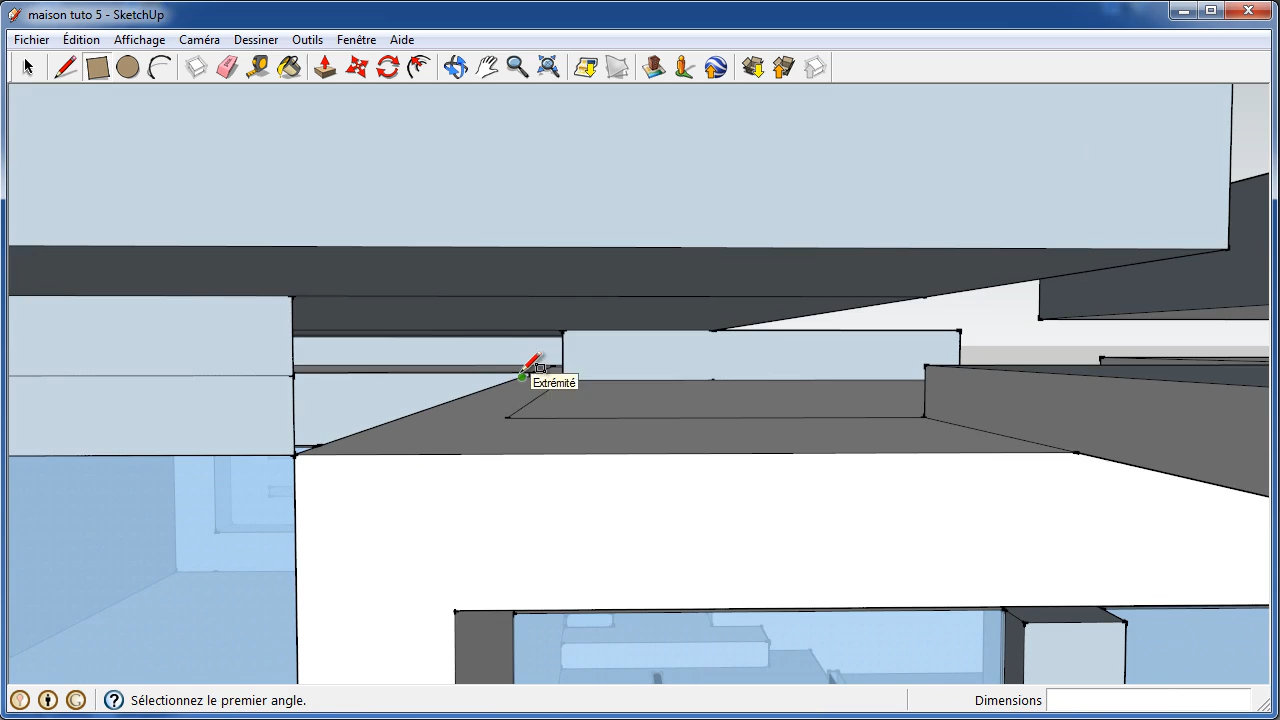 maison tuto 5 - SketchUp
Fichier Édition Affichage Caméra Dessiner Outils Fenêtre Aide
Extrémité
Sélectionnez le premier angle. Dimensions